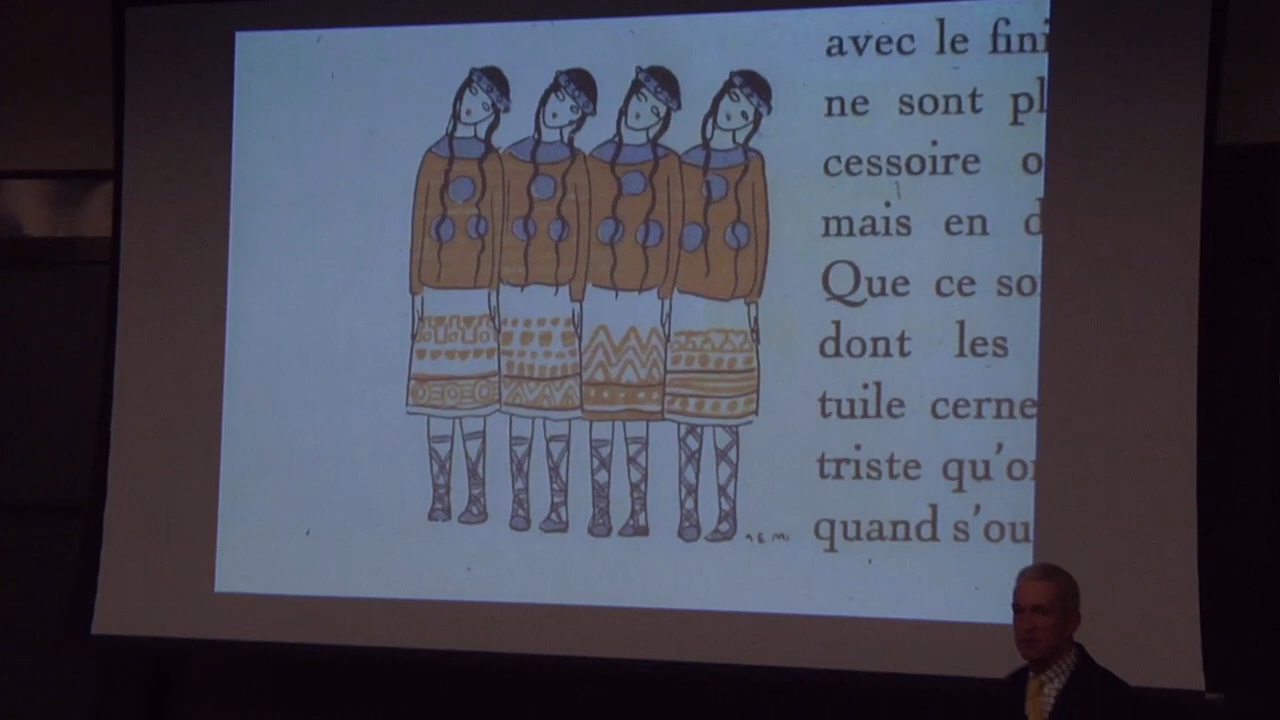 avec le fini
ne sont pl
cessoire o
mais en d
Que ce so
dont les
tuile cerne
triste qu'o
quand s'ou